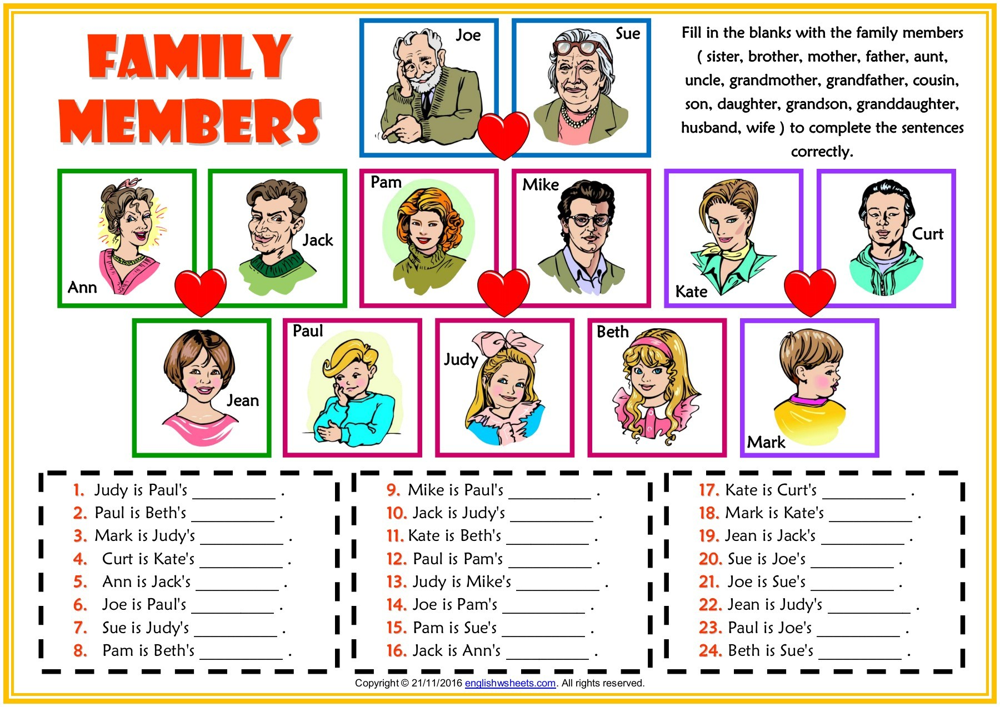 FAMILY
MEMBERS
Joe
Sue
Fill in the blanks with the family members
( sister, brother, mother, father, aunt,
uncle, grandmother, grandfather, cousin,
son, daughter, grandson, granddaughter,
husband, wife ) to complete the sentences
correctly.
Ann
Jack
Pam
Mike
Kate
Curt
Jean
Paul
Judy
Beth
Mark
1. Judy is Paul's __________ .
2. Paul is Beth's __________ .
3. Mark is Judy's __________ .
4. Curt is Kate's __________ .
5. Ann is Jack's __________ .
6. Joe is Paul's __________ .
7. Sue is Judy's __________ .
8. Pam is Beth's __________ .
9. Mike is Paul's __________ .
10. Jack is Judy's __________ .
11. Kate is Beth's __________ .
12. Paul is Pam's __________ .
13. Judy is Mike's __________ .
14. Joe is Pam's __________ .
15. Pam is Sue's __________ .
16. Jack is Ann's __________ .
17. Kate is Curt's __________ .
18. Mark is Kate's __________ .
19. Jean is Jack's __________ .
20. Sue is Joe's __________ .
21. Joe is Sue's __________ .
22. Jean is Judy's __________ .
23. Paul is Joe's __________ .
24. Beth is Sue's __________ .
Copyright © 21/11/2016 englishwsheets.com. All rights reserved.